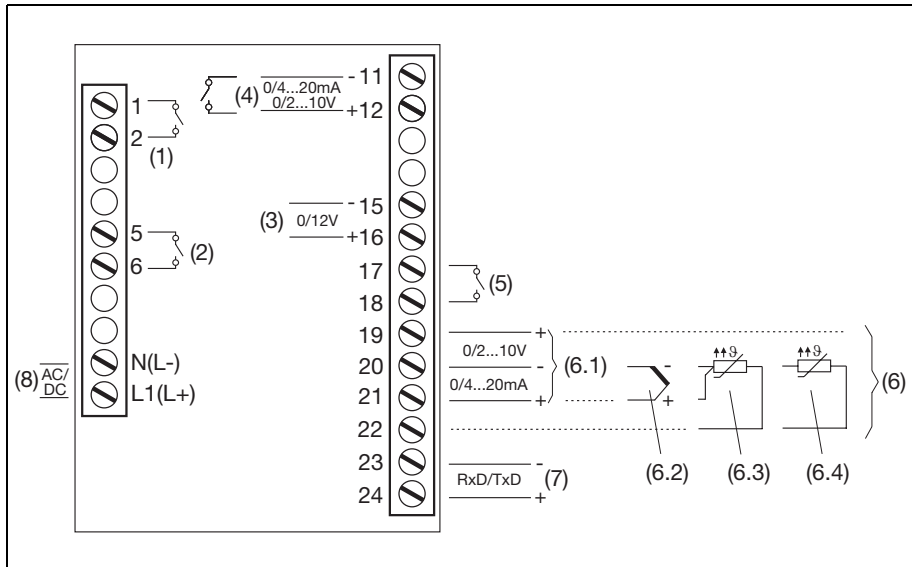 1
2
(1)
5
6
(2)
N(L-)
L1(L+)
(8) AC/
DC
(4) 0/4...20mA
0/2...10V
- 11
+ 12
(3) 0/12V
- 15
+ 16
17
18
(5)
19
20
21
22
23
24
+
0/2...10V
-
0/4...20mA
+
(6.1)
-
+
ϑ
ϑ
(6)
(6.2)
(6.3)
(6.4)
-
RxD/TxD
+
(7)